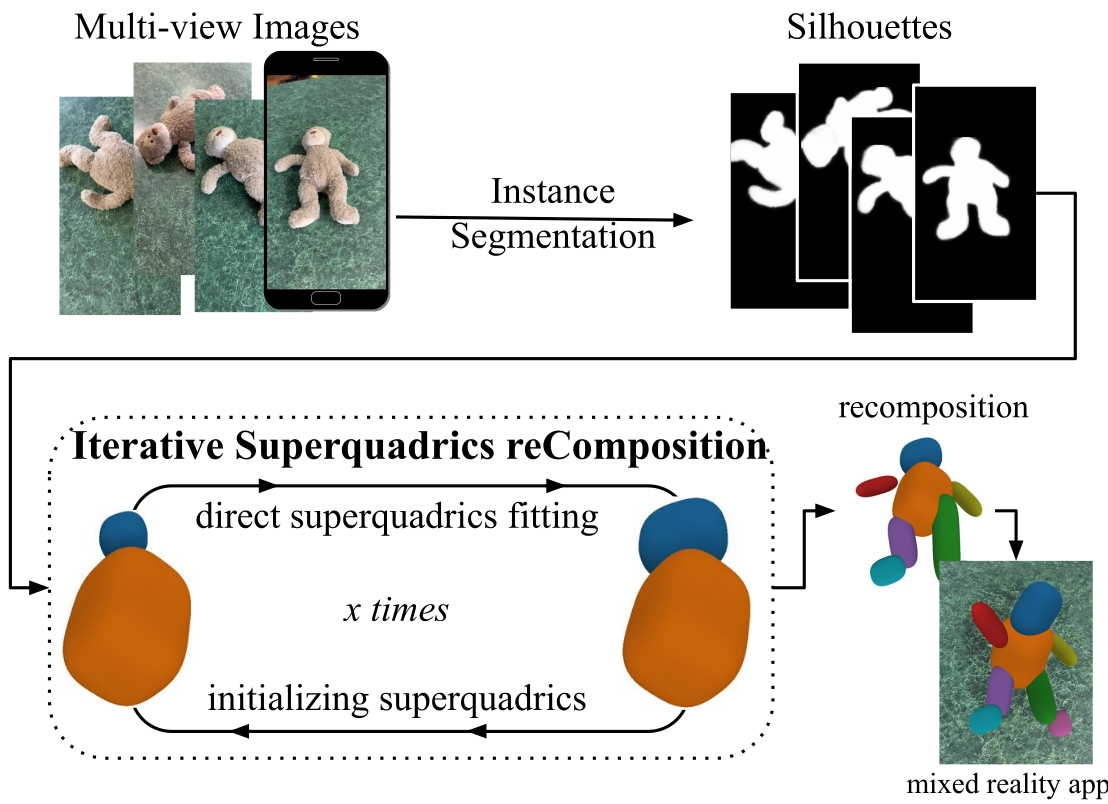 Multi-view Images
Silhouettes
Instance
Segmentation
recomposition
Iterative Superquadrics reComposition
direct superquadrics fitting
x times
initializing superquadrics
mixed reality app